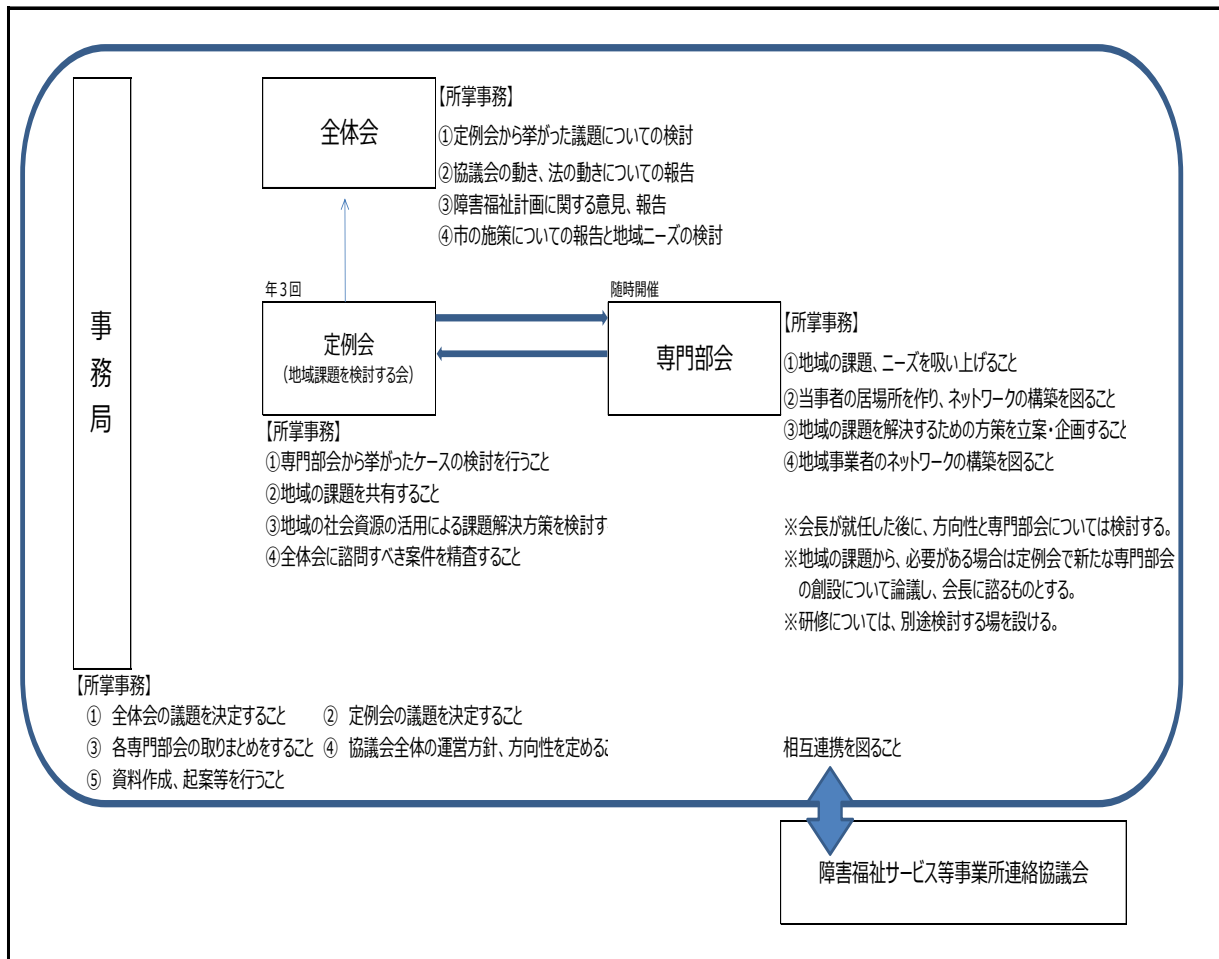 事務局
全体会
【所掌事務】
①定例会から挙がった議題についての検討
②協議会の動き、法の動きについての報告
③障害福祉計画に関する意見、報告
④市の施策についての報告と地域ニーズの検討
年3回
定例会
(地域課題を検討する会)
【所掌事務】
①専門部会から挙がったケースの検討を行うこと
②地域の課題を共有すること
③地域の社会資源の活用による課題解決方策を検討す
④全体会に諮問すべき案件を精査すること
随時開催
専門部会
【所掌事務】
①地域の課題、ニーズを吸い上げること
②当事者の居場所を作り、ネットワークの構築を図ること
③地域の課題を解決するための方策を立案・企画すること
④地域事業者のネットワークの構築を図ること
※会長が就任した後に、方向性と専門部会については検討する。
※地域の課題から、必要がある場合は定例会で新たな専門部会
の創設について論議し、会長に諮るものとする。
※研修については、別途検討する場を設ける。
【所掌事務】
① 全体会の議題を決定すること ② 定例会の議題を決定すること
③ 各専門部会の取りまとめをすること ④ 協議会全体の運営方針、方向性を定める
⑤ 資料作成、起案等を行うこと
相互連携を図ること
障害福祉サービス等事業所連絡協議会